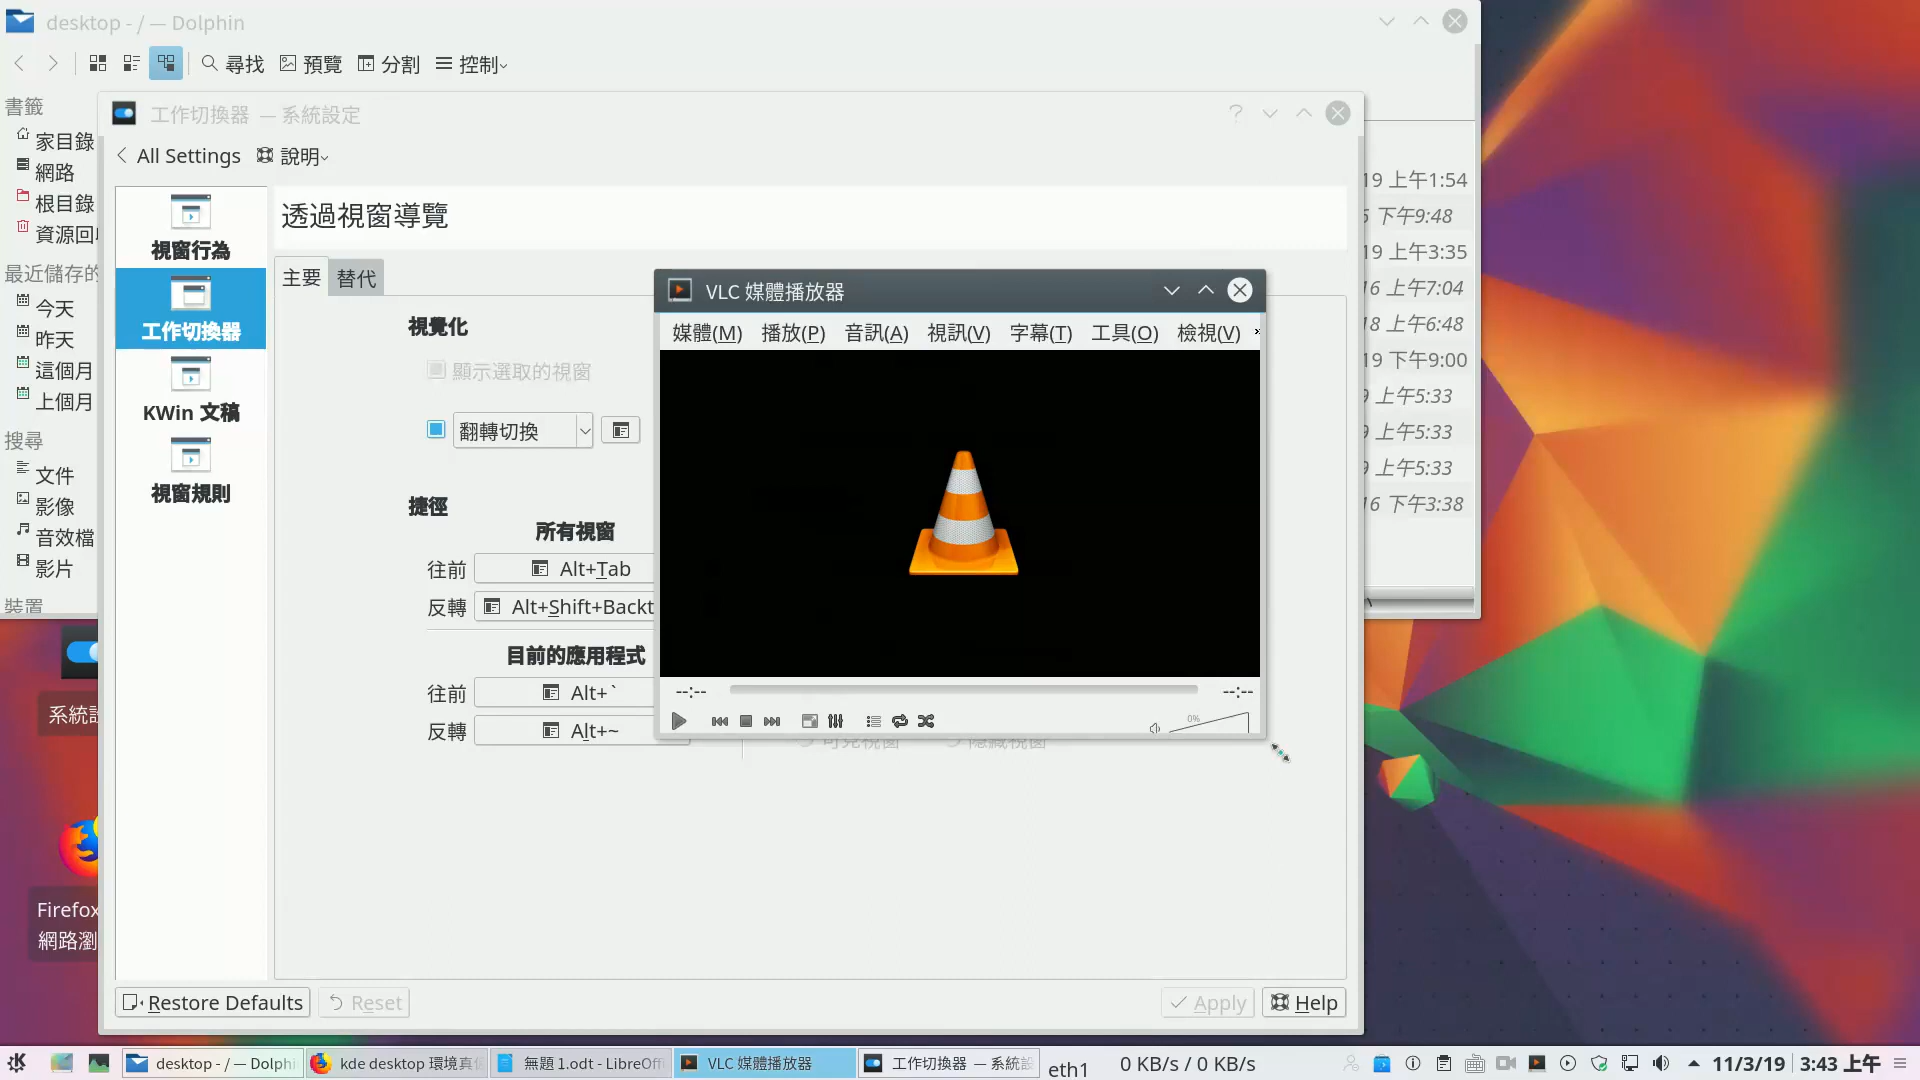 desktop - / — Dolphin
尋找 預覽 分割 控制
書籤
家目錄
網路
根目錄
資源回
最近儲存的
今天
昨天
這個月
上個月
搜尋
文件
影像
音效檔
影片
裝置
19 上午1:54
下午9:48
19 上午3:35
16 上午7:04
18 上午6:48
19 下午9:00
上午5:33
上午5:33
上午5:33
16 下午3:38
工作切換器 — 系統設定
All Settings 說明
視窗行為
工作切換器
KWin 文稿
視窗規則
透過視窗導覽
主要 替代
視覺化
顯示選取的視窗
翻轉切換
捷徑
所有視窗
往前 Alt+Tab
反轉 Alt+Shift+Backt
目前的應用程式
往前 Alt+`
反轉 Alt+~
可見視窗 隱藏視窗
Restore Defaults Reset Apply Help
VLC 媒體播放器
媒體(M) 播放(P) 音訊(A) 視訊(V) 字幕(T) 工具(O) 檢視(V)
--:-- --:--
0%
系統設
Firefox
網路瀏
desktop - / — Dolphi kde desktop 環境真 無題 1.odt - LibreOffi VLC 媒體播放器 工作切換器 — 系統設 eth1 0 KB/s / 0 KB/s 11/3/19 3:43 上午